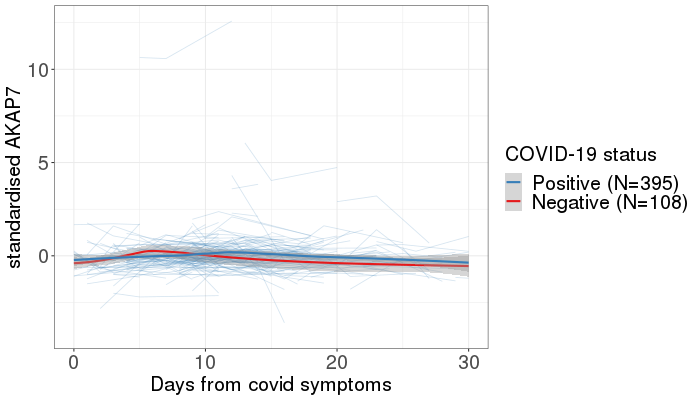 standardised AKAP7
10
5
0
0
10
20
30
Days from covid symptoms
COVID-19 status
Positive (N=395)
Negative (N=108)